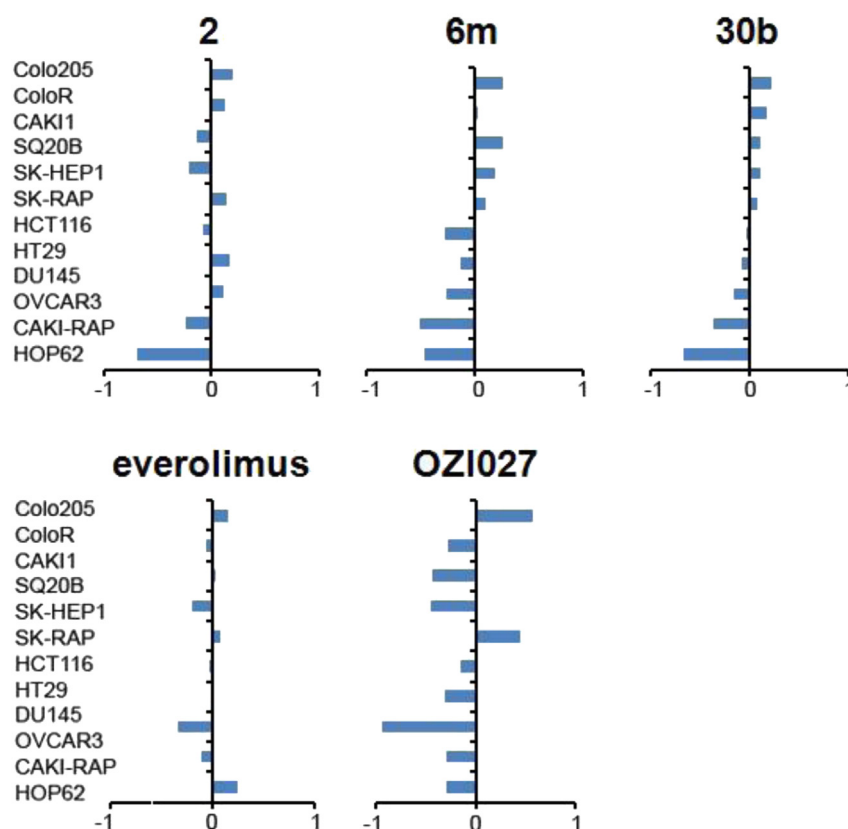 2 6m 30b
Colo205
ColoR
CAKI1
SQ20B
SK-HEP1
SK-RAP
HCT116
HT29
DU145
OVCAR3
CAKI-RAP
HOP62
-1 0 1 -1 0 1 -1 0 1
everolimus OZI027
Colo205
ColoR
CAKI1
SQ20B
SK-HEP1
SK-RAP
HCT116
HT29
DU145
OVCAR3
CAKI-RAP
HOP62
-1 0 1 -1 0 1